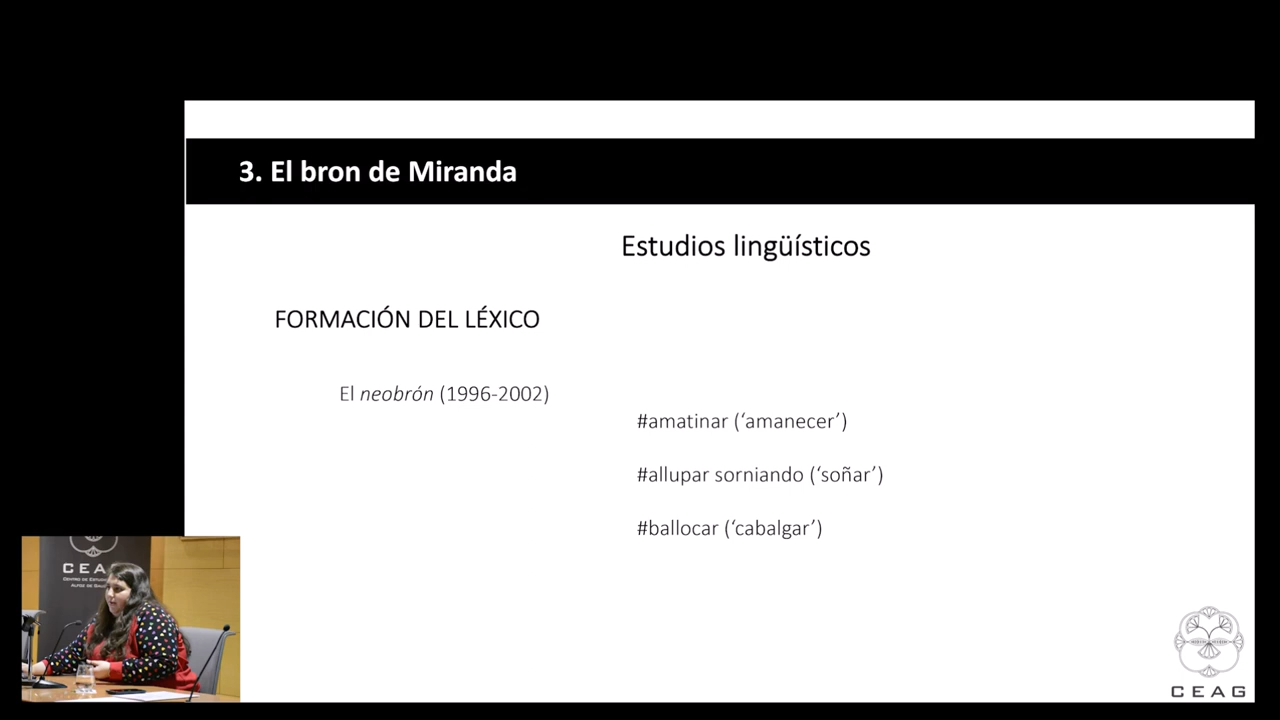 3. El bron de Miranda
Estudios lingüísticos
FORMACIÓN DEL LÉXICO
El neobrón (1996-2002)
#amatinar (‘amanecer’)
#allupar sorniando (‘soñar’)
#ballocar (‘cabalgar’)
CEAG